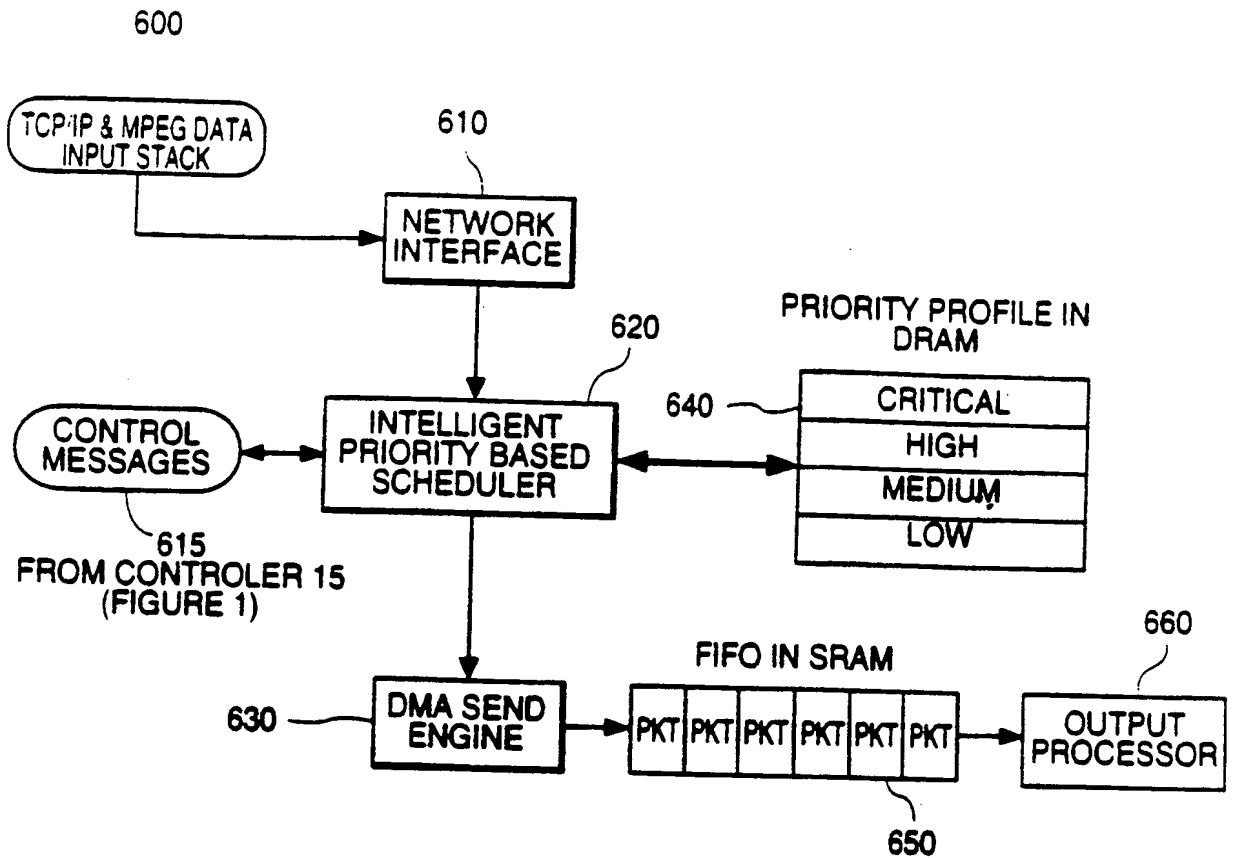 600
TCP/IP & MPEG DATA
INPUT STACK
610
NETWORK
INTERFACE
PRIORITY PROFILE IN
DRAM
620
640
CRITICAL
HIGH
MEDIUM
LOW
INTELLIGENT
PRIORITY BASED
SCHEDULER
CONTROL
MESSAGES
615
FROM CONTROLER 15
(FIGURE 1)
FIFO IN SRAM
660
630
DMA SEND
ENGINE
PKT PKT PKT PKT PKT PKT
OUTPUT
PROCESSOR
650